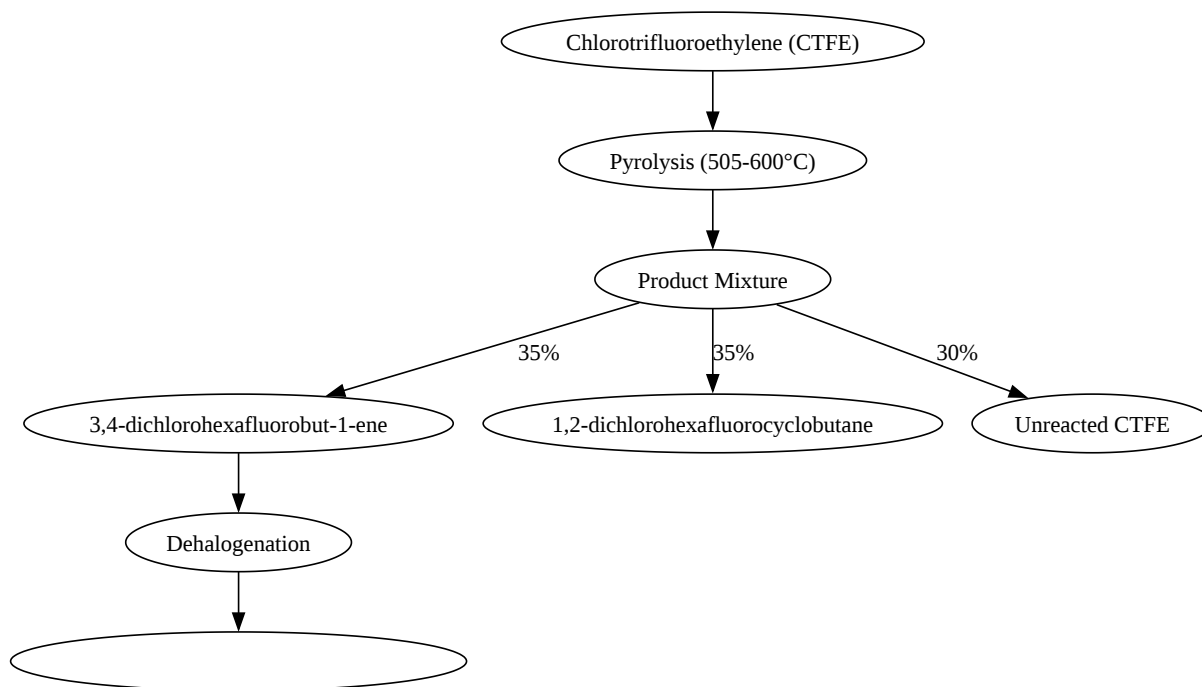 Chlorotrifluoroethylene (CTFE)
Pyrolysis (505-600°C)
Product Mixture
35%
35%
30%
3,4-dichlorohexafluorobut-1-ene
1,2-dichlorohexafluorocyclobutane
Unreacted CTFE
Dehalogenation